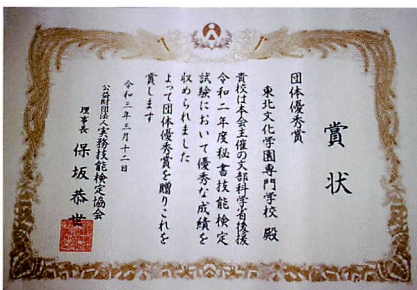 賞状
団体優秀賞
東北文化学園専門学校 殿
貴校は本会主催の文部科学省後援
令和二年度秘書技能検定
試験において優秀な成績を
収められました
よって団体優秀賞を贈りこれを
賞します
令和三年三月十二日
公益財団法人実務技能検定協会
理事長 保坂恭世